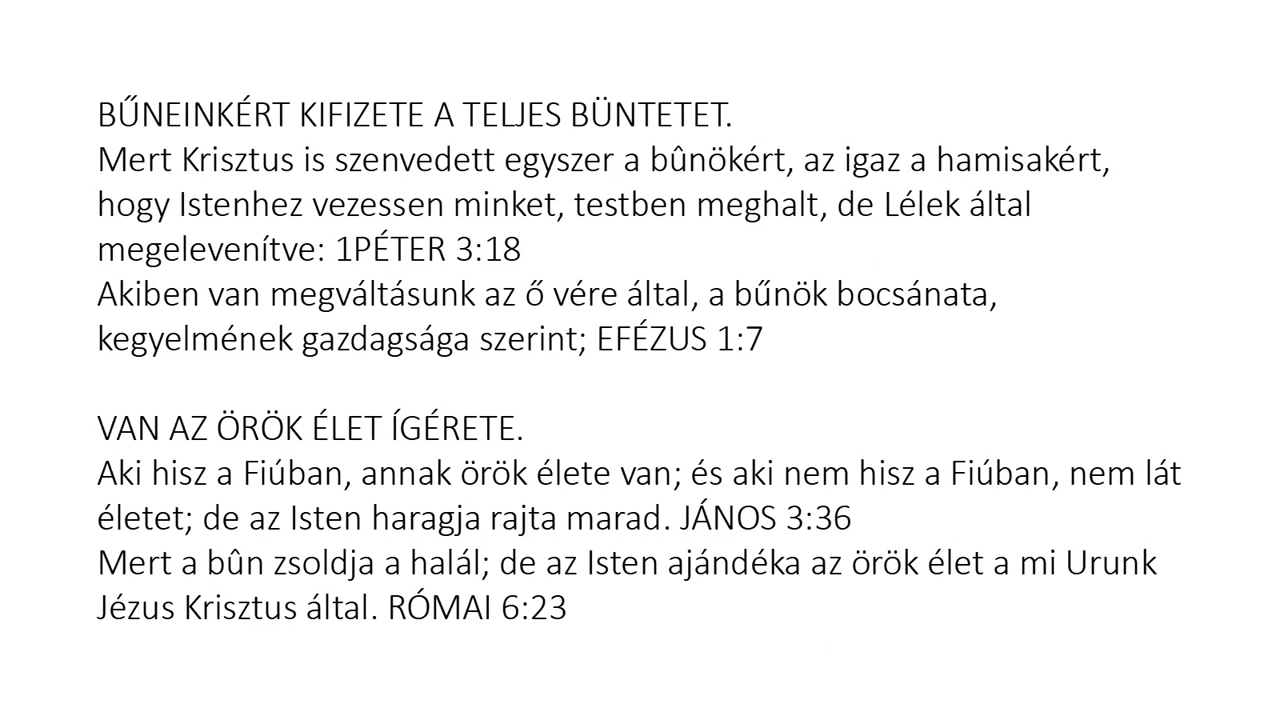 BŰNEINKÉRT KIFIZETE A TELJES BÜNTETET.
Mert Krisztus is szenvedett egyszer a bûnökért, az igaz a hamisakért,
hogy Istenhez vezessen minket, testben meghalt, de Lélek által
megelevenítve: 1PÉTER 3:18
Akiben van megváltásunk az ő vére által, a bűnök bocsánata,
kegyelmének gazdagsága szerint; EFÉZUS 1:7

VAN AZ ÖRÖK ÉLET ÍGÉRETE.
Aki hisz a Fiúban, annak örök élete van; és aki nem hisz a Fiúban, nem lát
életet; de az Isten haragja rajta marad. JÁNOS 3:36
Mert a bûn zsoldja a halál; de az Isten ajándéka az örök élet a mi Urunk
Jézus Krisztus által. RÓMAI 6:23